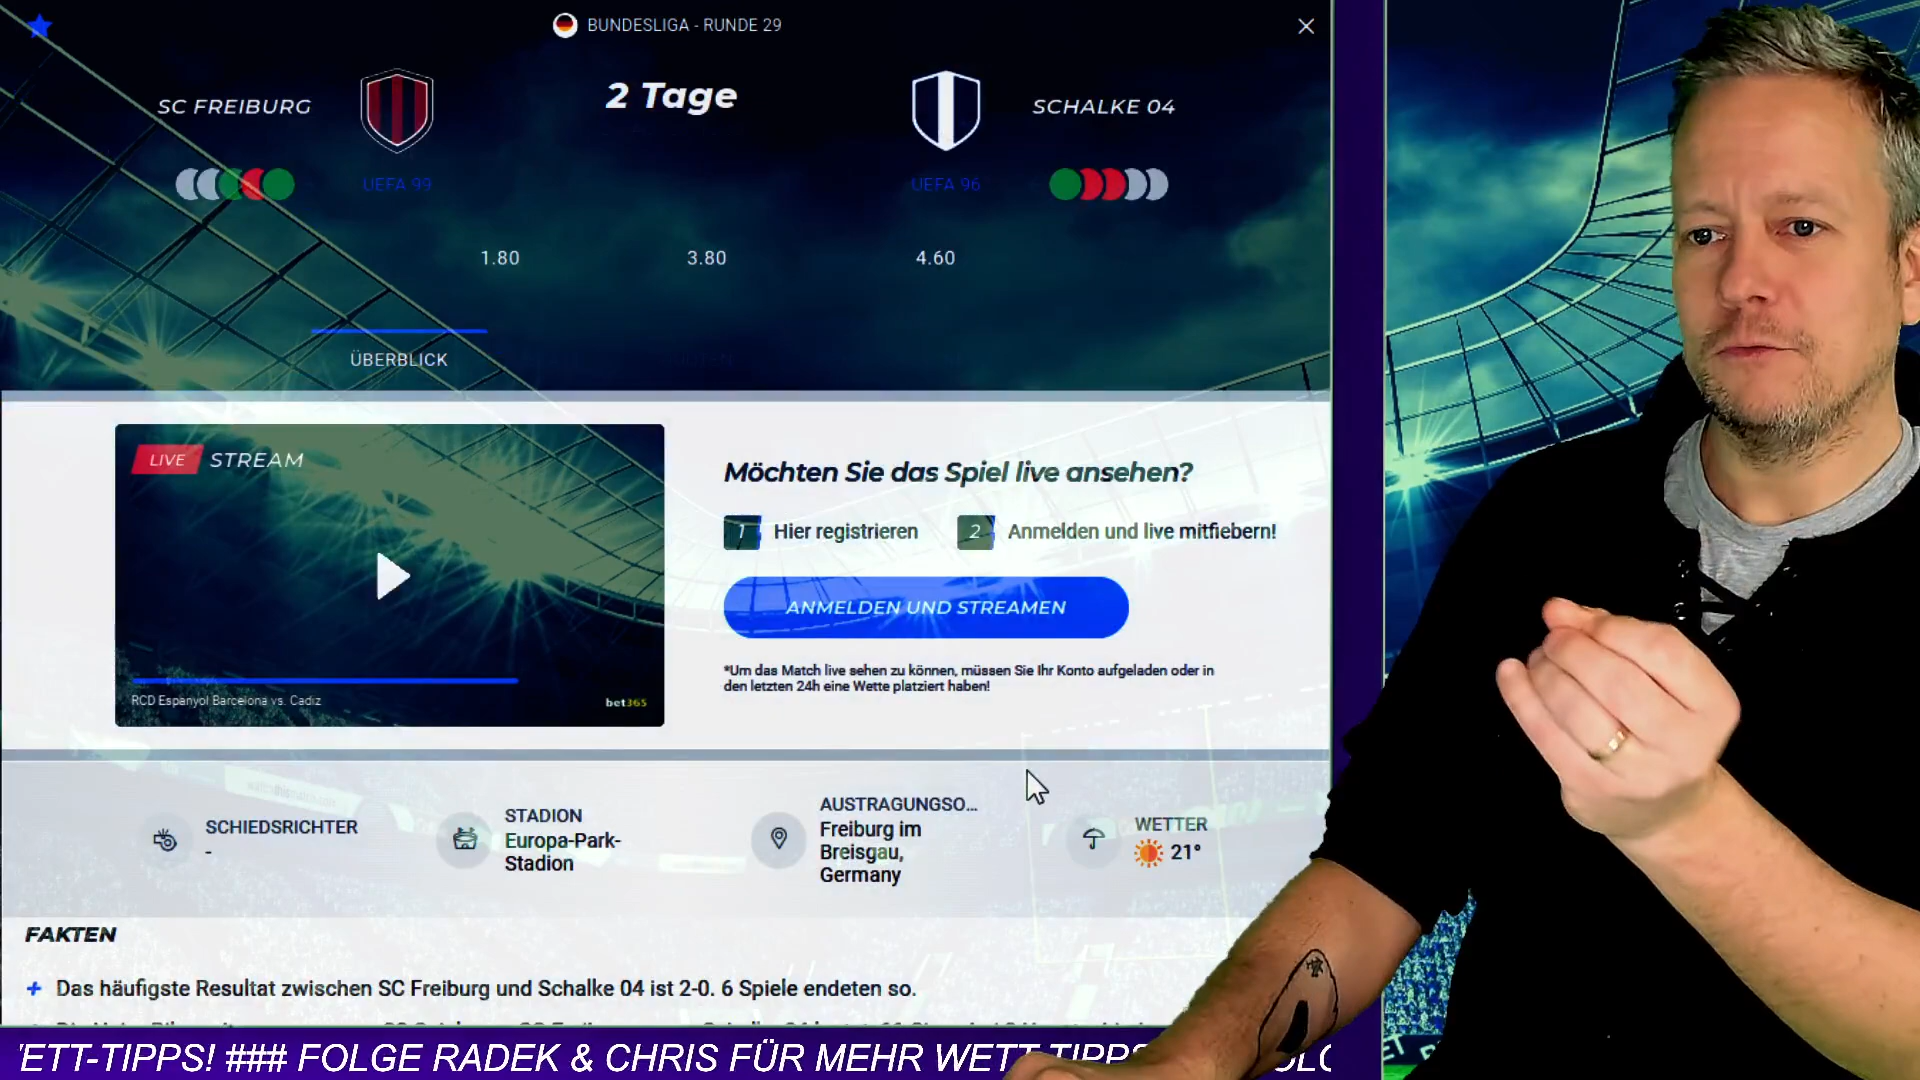 BUNDESLIGA - RUNDE 29
SC FREIBURG
2 Tage
SCHALKE 04
UEFA 99
UEFA 96
1.80
3.80
4.60
ÜBERBLICK
LIVE STREAM
RCD Espanyol Barcelona vs. Cadiz
bet365
Möchten Sie das Spiel live ansehen?
1 Hier registrieren
2 Anmelden und live mitfiebern!
ANMELDEN UND STREAMEN
*Um das Match live sehen zu können, müssen Sie Ihr Konto aufgeladen oder in
den letzten 24h eine Wette platziert haben!
SCHIEDSRICHTER
-
STADION
Europa-Park-
Stadion
AUSTRAGUNGSO...
Freiburg im
Breisgau,
Germany
WETTER
21°
FAKTEN
+ Das häufigste Resultat zwischen SC Freiburg und Schalke 04 ist 2-0. 6 Spiele endeten so.
ETT-TIPPS! ### FOLGE RADEK & CHRIS FÜR MEHR WETT-TIPPS